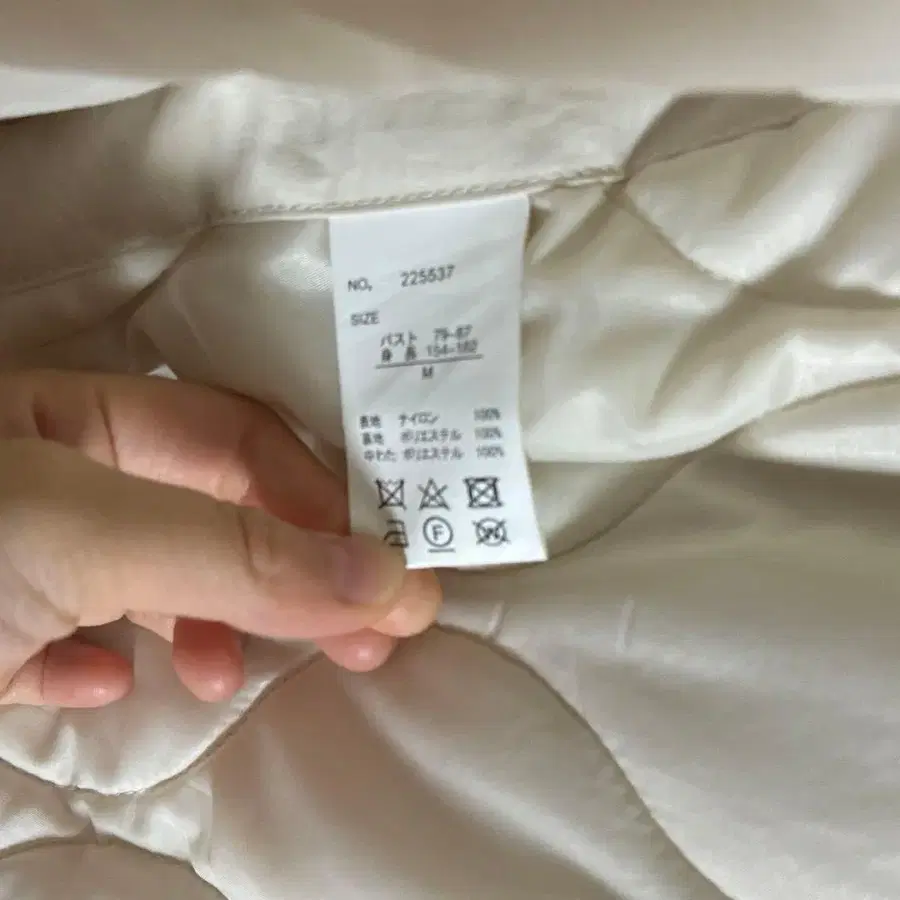 NO. 225537
SIZE
バスト 79-87
身長 154-162
M
表地 ナイロン 100%
裏地 ポリエステル 100%
中わた ポリエステル 100%
F
W